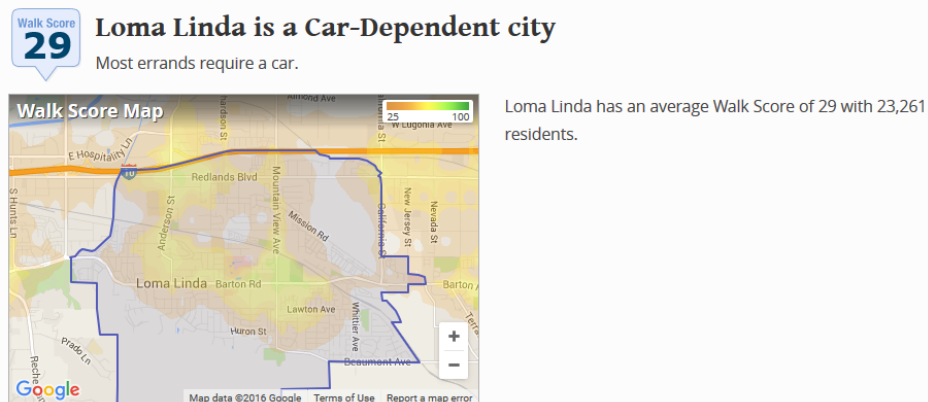 Walk Score
29
Loma Linda is a Car-Dependent city
Most errands require a car.
Walk Score Map
25 100
Loma Linda has an average Walk Score of 29 with 23,261
residents.
Almond Ave
W Lugonia Ave
E Hospitality Ln
10
Redlands Blvd
S Hunts Ln
Anderson St
Mountain View Ave
Mission Rd
California St
New Jersey St
Nevada St
Loma Linda
Barton Rd
Barton
Lawton Ave
Whittier Ave
Huron St
Prado Ln
Beaumont Ave
+
−
Google
Map data ©2016 Google Terms of Use Report a map error